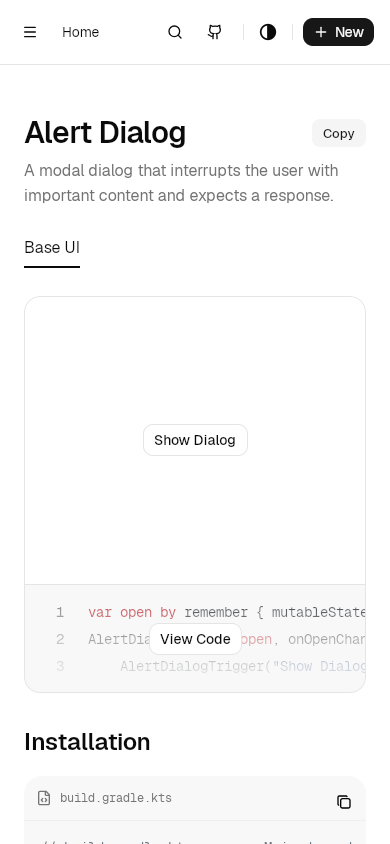 Home
New
Alert Dialog
Copy
A modal dialog that interrupts the user with
important content and expects a response.
Base UI
Show Dialog
1 var open by remember { mutableState
2 AlertDia open, onOpenChan
View Code
3 AlertDialogTrigger("Show Dialog
Installation
build.gradle.kts